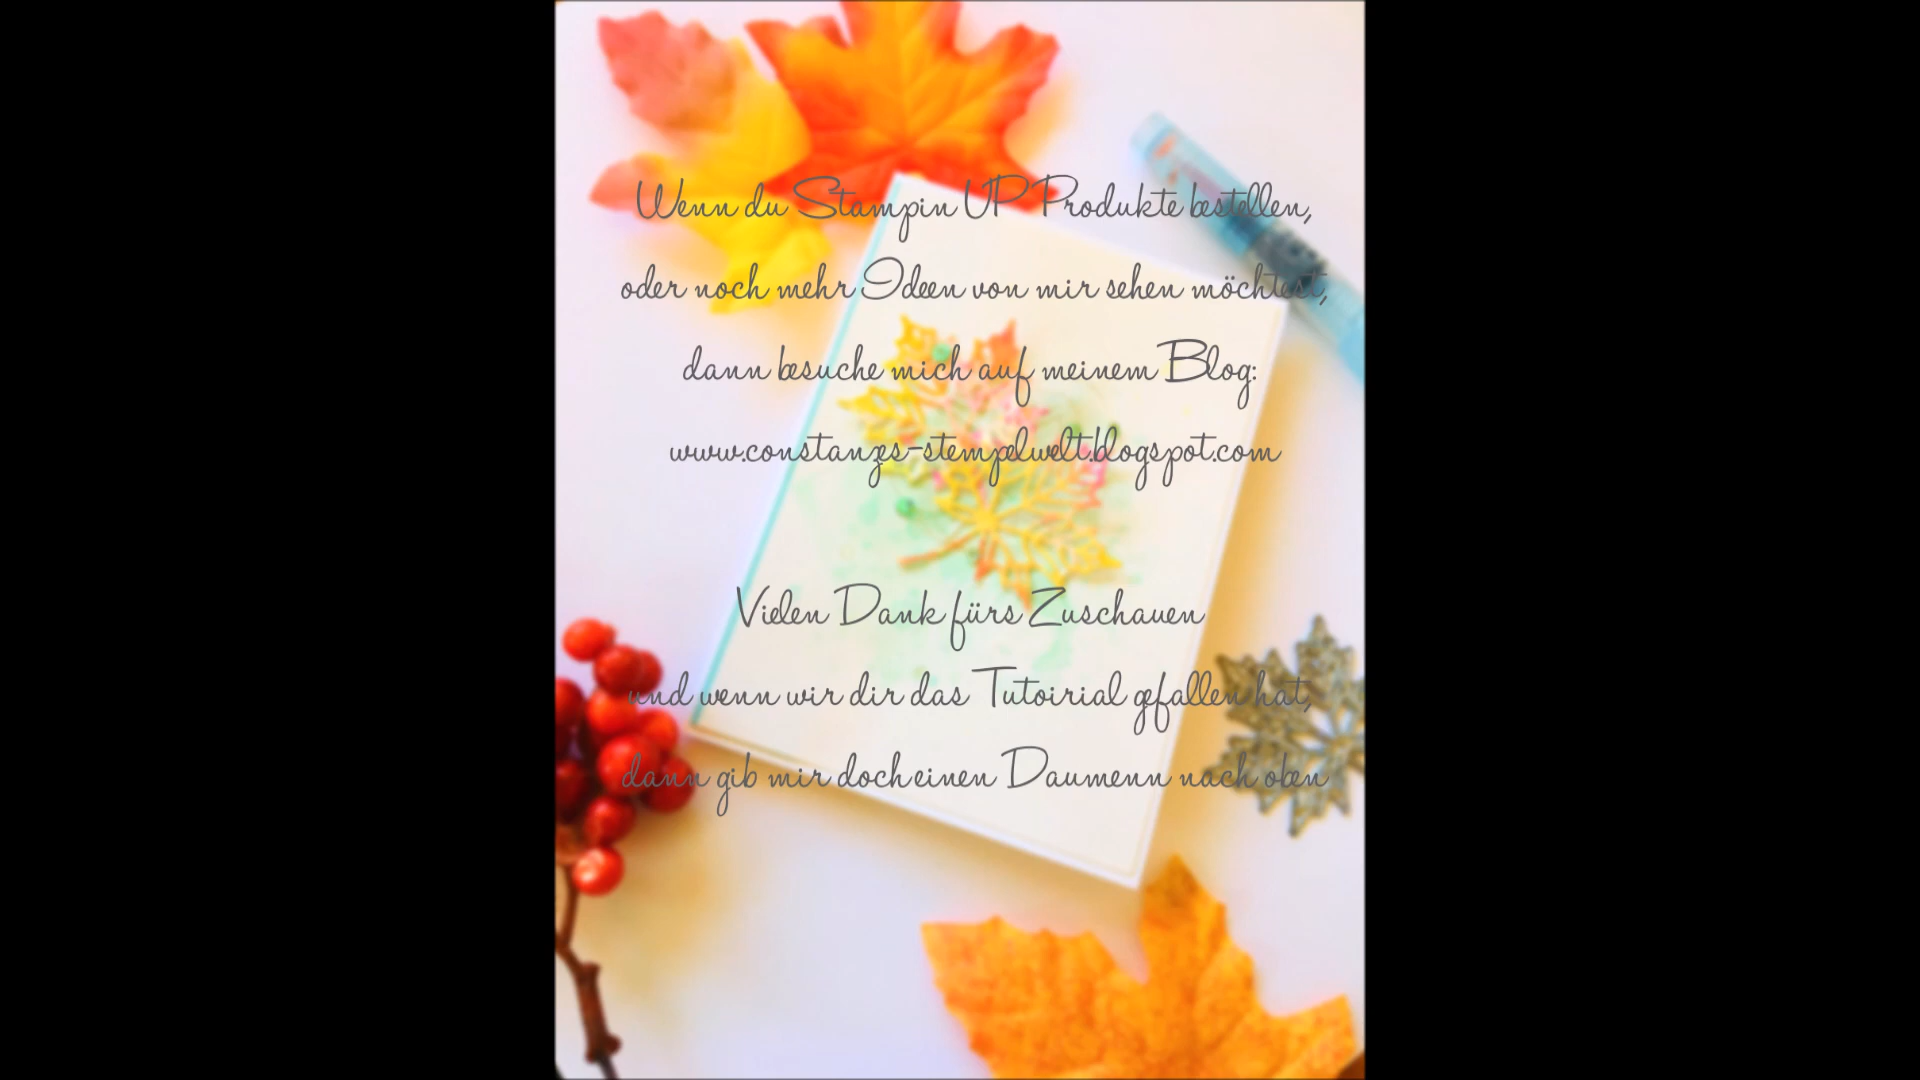 Wenn du Stampin UP Produkte bestellen,
oder noch mehr Ideen von mir sehen möchtest,
dann besuche mich auf meinem Blog:
www.constanzes-stempelwelt.blogspot.com
Vielen Dank fürs Zuschauen
und wenn wir dir das Tutoirial gefallen hat,
dann gib mir doch einen Daumenn nach oben